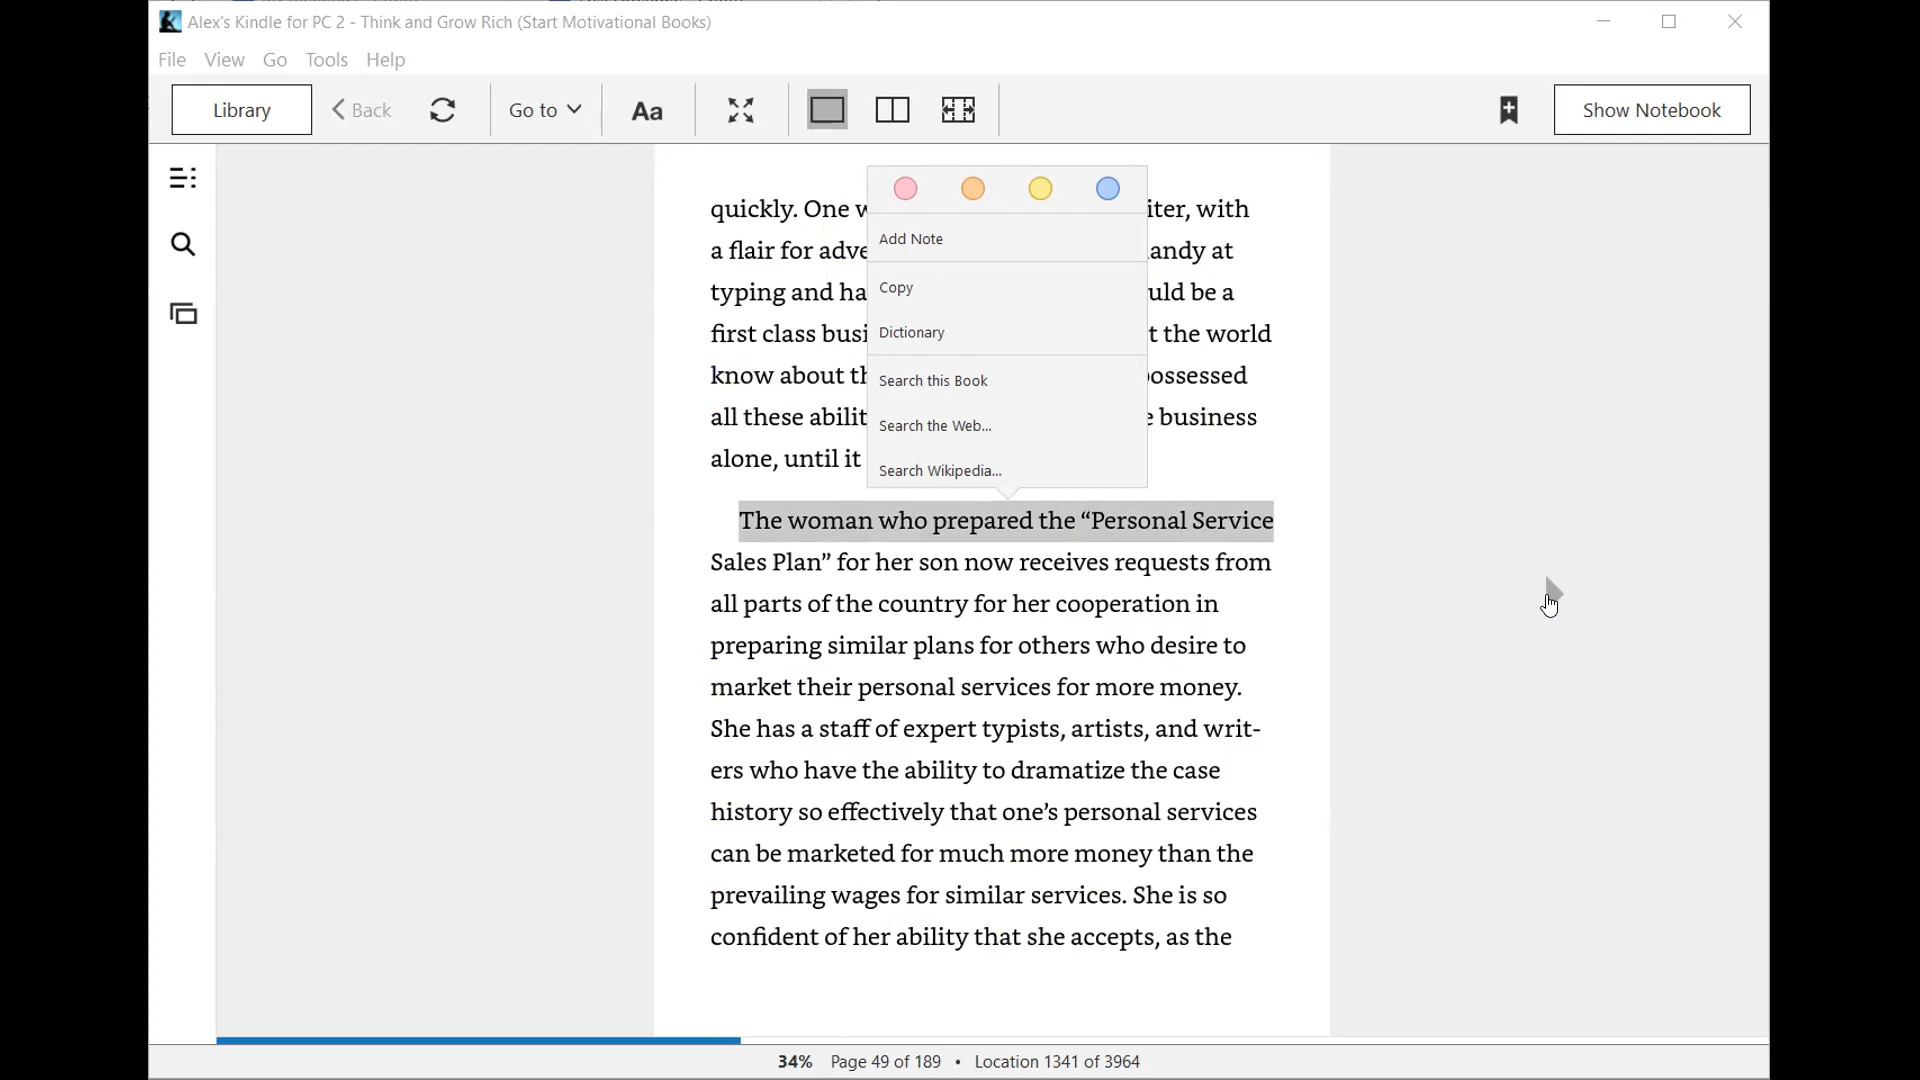 Alex's Kindle for PC 2 - Think and Grow Rich (Start Motivational Books)
File View Go Tools Help
Library Back Go to Aa Show Notebook
quickly. One w iter, with
a flair for adve andy at
typing and ha uld be a
first class busi t the world
know about th ossessed
all these abilit e business
alone, until it
Add Note
Copy
Dictionary
Search this Book
Search the Web...
Search Wikipedia...
The woman who prepared the “Personal Service
Sales Plan” for her son now receives requests from
all parts of the country for her cooperation in
preparing similar plans for others who desire to
market their personal services for more money.
She has a staff of expert typists, artists, and writ-
ers who have the ability to dramatize the case
history so effectively that one’s personal services
can be marketed for much more money than the
prevailing wages for similar services. She is so
confident of her ability that she accepts, as the
34% Page 49 of 189 • Location 1341 of 3964